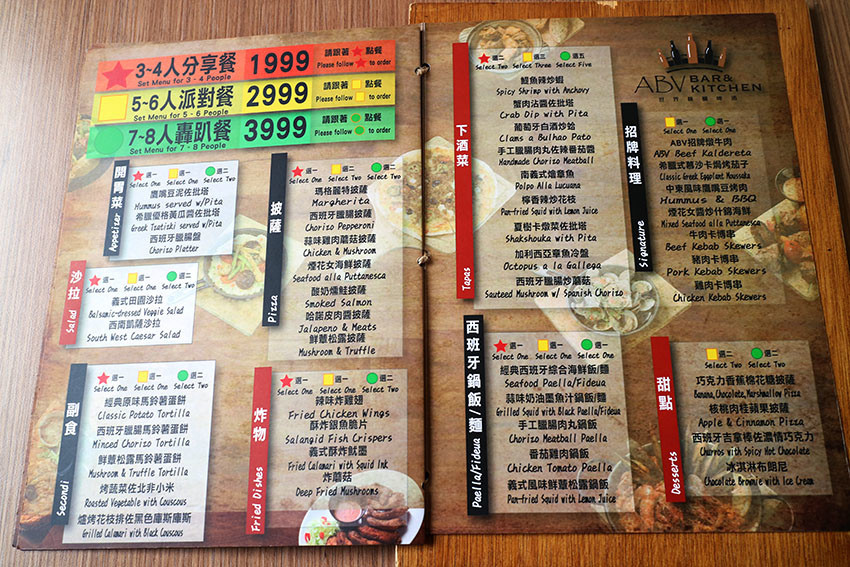 3~4人分享餐 1999 請跟著★點餐
Set Menu for 3 - 4 People Please follow ★ to order
5~6人派對餐 2999 請跟著■點餐
Set Menu for 5 - 6 People Please follow ■ to order
7~8人轟趴餐 3999 請跟著●點餐
Set Menu for 7 - 8 People Please follow ● to order
開胃菜
Appetizer
選一 選一 選二
Select One Select One Select Two
鷹嘴豆泥佐批塔
Hummus served w/Pita
希臘優格黃瓜醬佐批塔
Greek Tzatiski served w/Pita
西班牙臘腸盤
Chorizo Platter
沙拉
Salad
選一 選一 選二
Select One Select One Select Two
義式田園沙拉
Balsamic-dressed Veggie Salad
西南凱薩沙拉
South West Caesar Salad
副食
Secondi
選一 選一 選二
Select One Select One Select Two
經典原味馬鈴薯蛋餅
Classic Potato Tortilla
西班牙臘腸馬鈴薯蛋餅
Minced Chorizo Tortilla
鮮蕈松露馬鈴薯蛋餅
Mushroom & Truffle Tortilla
烤蔬菜佐北非小米
Roasted Vegetable with Couscous
爐烤花枝排佐黑色庫斯庫斯
Grilled Calamari with Black Couscous
披薩
Pizza
選一 選一 選二
Select One Select One Select Two
瑪格麗特披薩
Margherita
西班牙臘腸披薩
Chorizo Pepperoni
蒜味雞肉蘑菇披薩
Chicken & Mushroom
煙花女海鮮披薩
Seafood alla Puttanesca
酸奶燻鮭披薩
Smoked Salmon
哈諾皮肉醬披薩
Jalapeno & Meats
鮮蕈松露披薩
Mushroom & Truffle
炸物
Fried Dishes
選一 選一 選一
Select One Select One Select One
辣味炸雞翅
Fried Chicken Wings
酥炸銀魚脆片
Salangid Fish Crispers
義式酥炸魷墨
Fried Calamari with Squid Ink
炸蘑菇
Deep Fried Mushrooms
下酒菜
Tapas
選二 選三 選五
Select Two Select Three Select Five
鯷魚辣炒蝦
Spicy Shrimp with Anchovy
蟹肉沾醬佐批塔
Crab Dip with Pita
葡萄牙白酒炒蛤
Clams a Bulhao Pato
手工臘腸肉丸佐辣番茄醬
Handmade Chorizo Meatball
南義式燴章魚
Polpo Alla Lucuana
檸香辣炒花枝
Pan-fried Squid with Lemon Juice
夏樹卡燉菜佐批塔
Shakshouka with Pita
加利西亞章魚冷盤
Octopus a la Gallega
西班牙臘腸炒蘑菇
Sauteed Mushroom w/ Spanish Chorizo
西班牙鍋飯/麵
Paella/Fideua
選一 選一 選二
Select One Select One Select Two
經典西班牙綜合海鮮飯/麵
Seafood Paella/Fideua
蒜味奶油墨魚汁鍋飯/麵
Grilled Squid with Black Paella/Fideua
手工臘腸肉丸鍋飯
Chorizo Meatball Paella
番茄雞肉鍋飯
Chicken Tomato Paella
義式風味鮮蕈松露鍋飯
Pan-fried Squid with Lemon Juice
ABV BAR & KITCHEN
招牌料理
Signature
選一 選一
Select One Select One
ABV招牌燉牛肉
ABV Beef Kaldereta
希臘式慕沙卡焗烤茄子
Classic Greek Eggplant Moussaka
中東風味鷹嘴豆烤肉
Hummus & BBQ
煙花女燴炒什錦海鮮
Mixed Seafood alla Puttanesca
牛肉卡博串
Beef Kebab Skewers
豬肉卡博串
Pork Kebab Skewers
雞肉卡博串
Chicken Kebab Skewers
甜點
Desserts
選一 選二
Select One Select Two
巧克力香蕉棉花糖披薩
Banana,Chocolate,Marshmallow Pizza
核桃肉桂蘋果披薩
Apple & Cinnamon Pizza
西班牙吉拿棒佐濃情巧克力
Churros with Spicy Hot Chocolate
冰淇淋布朗尼
Chocolate Brownie with Ice Cream